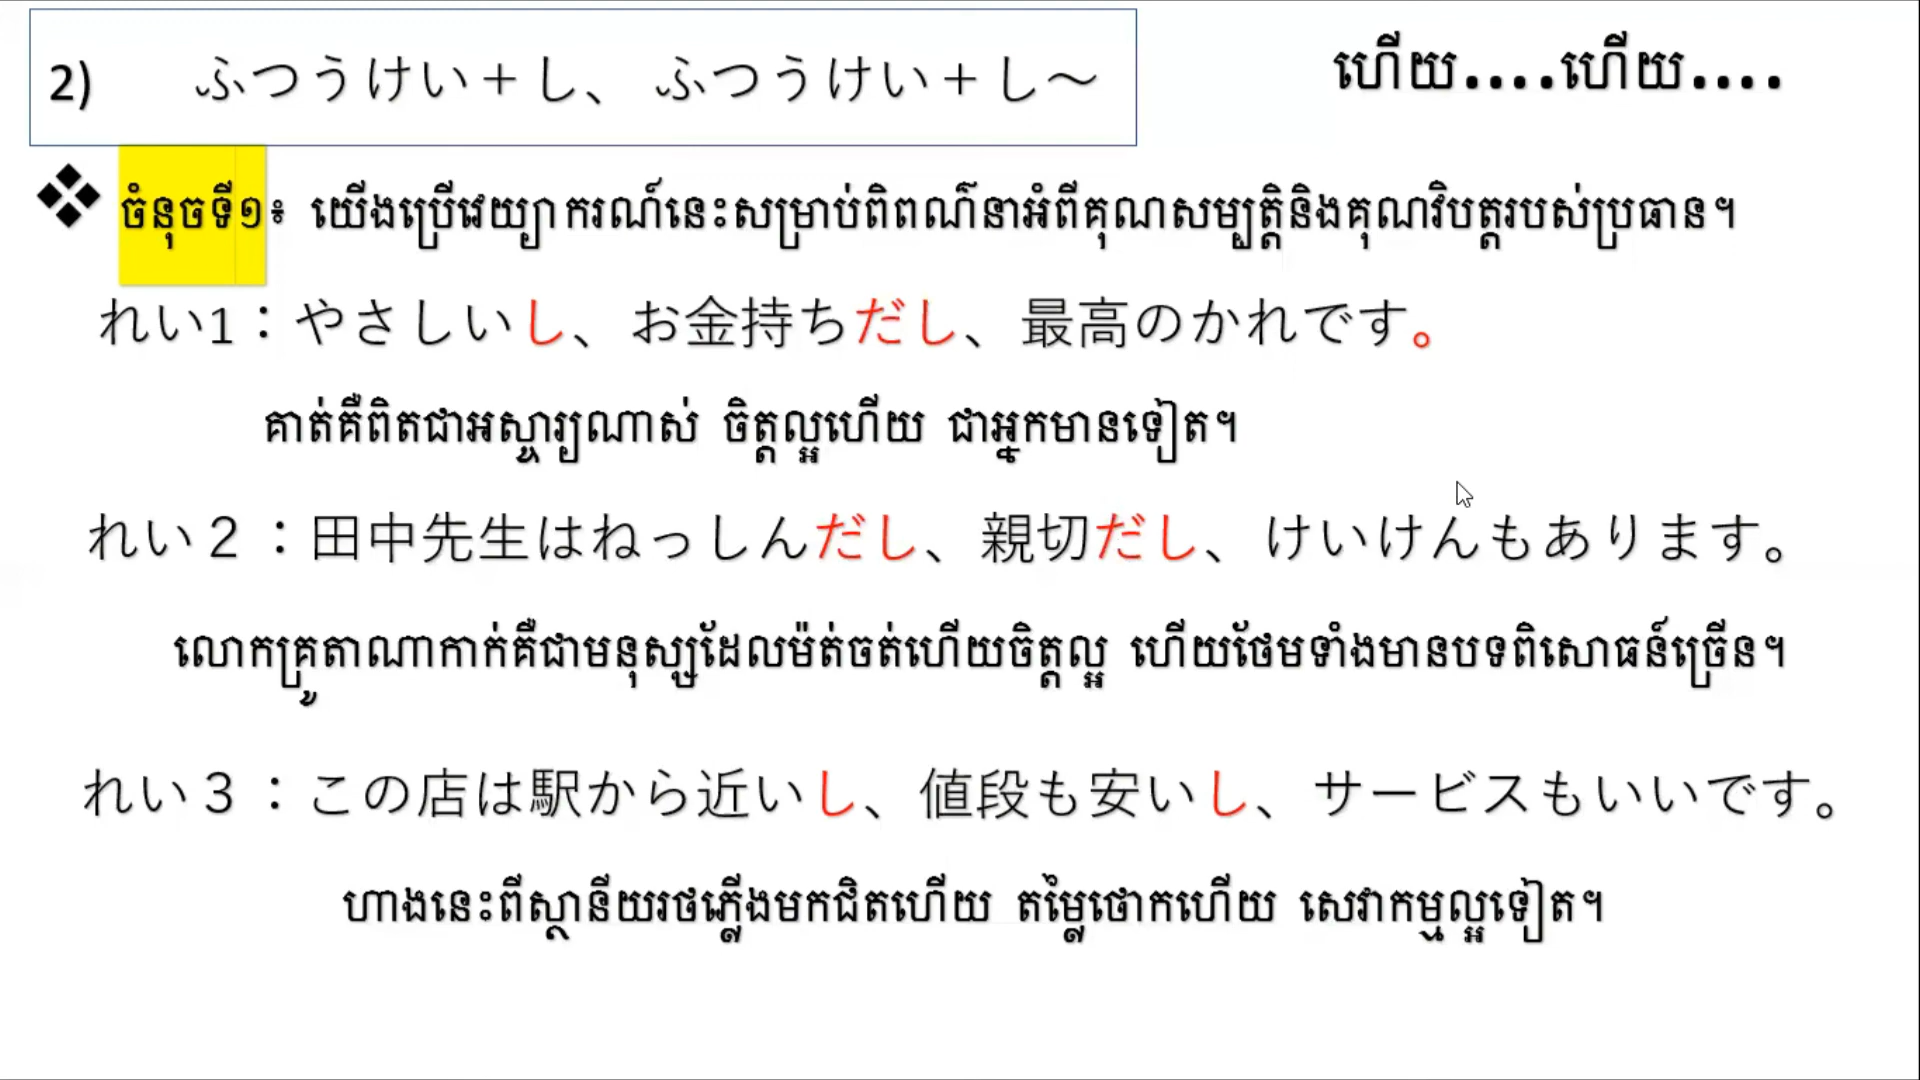 2) ふつうけい＋し、 ふつうけい＋し～ ហើយ....ហើយ....
❖ ចំនុចទី១៖ យើងប្រើវេយ្យាករណ៍នេះសម្រាប់ពិពណ៌នាអំពីគុណសម្បត្តិនិងគុណវិបត្តរបស់ប្រធាន។
れい1：やさしいし、お金持ちだし、最高のかれです。
គាត់គឺពិតជាអស្ចារ្យណាស់ ចិត្តល្អហើយ ជាអ្នកមានទៀត។
れい２：田中先生はねっしんだし、親切だし、けいけんもあります。
លោកគ្រូតាណាកាក់គឺជាមនុស្សដែលម៉ត់ចត់ហើយចិត្តល្អ ហើយថែមទាំងមានបទពិសោធន៍ច្រើន។
れい３：この店は駅から近いし、値段も安いし、サービスもいいです。
ហាងនេះពីស្ថានីយរថភ្លើងមកជិតហើយ តម្លៃថោកហើយ សេវាកម្មល្អទៀត។